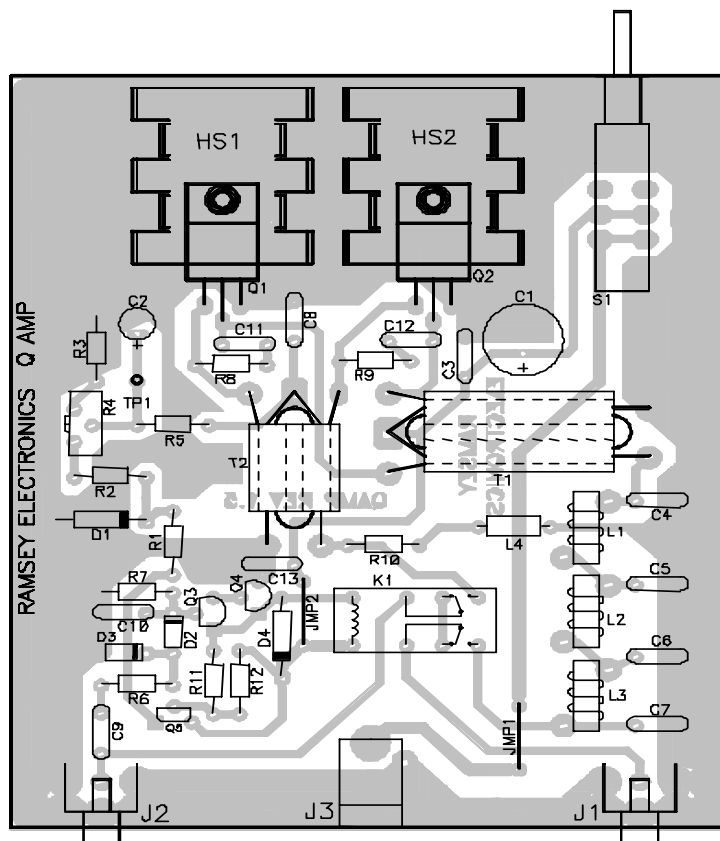 HS1
HS2
Q1
Q2
S1
C2
C8
C1
C11
C12
R3
R8
R9
C3
TP1
R4
R5
T2
T1
R2
D1
R1
C4
L1
L4
R10
C13
K1
R7
Q3
Q4
C5
C10
D2
D4
JMP2
L2
D3
C6
R6
R11
R12
L3
C9
JMP1
C7
J2
J3
J1
RAMSEY ELECTRONICS Q AMP
RAMSEY
ELECTRONICS